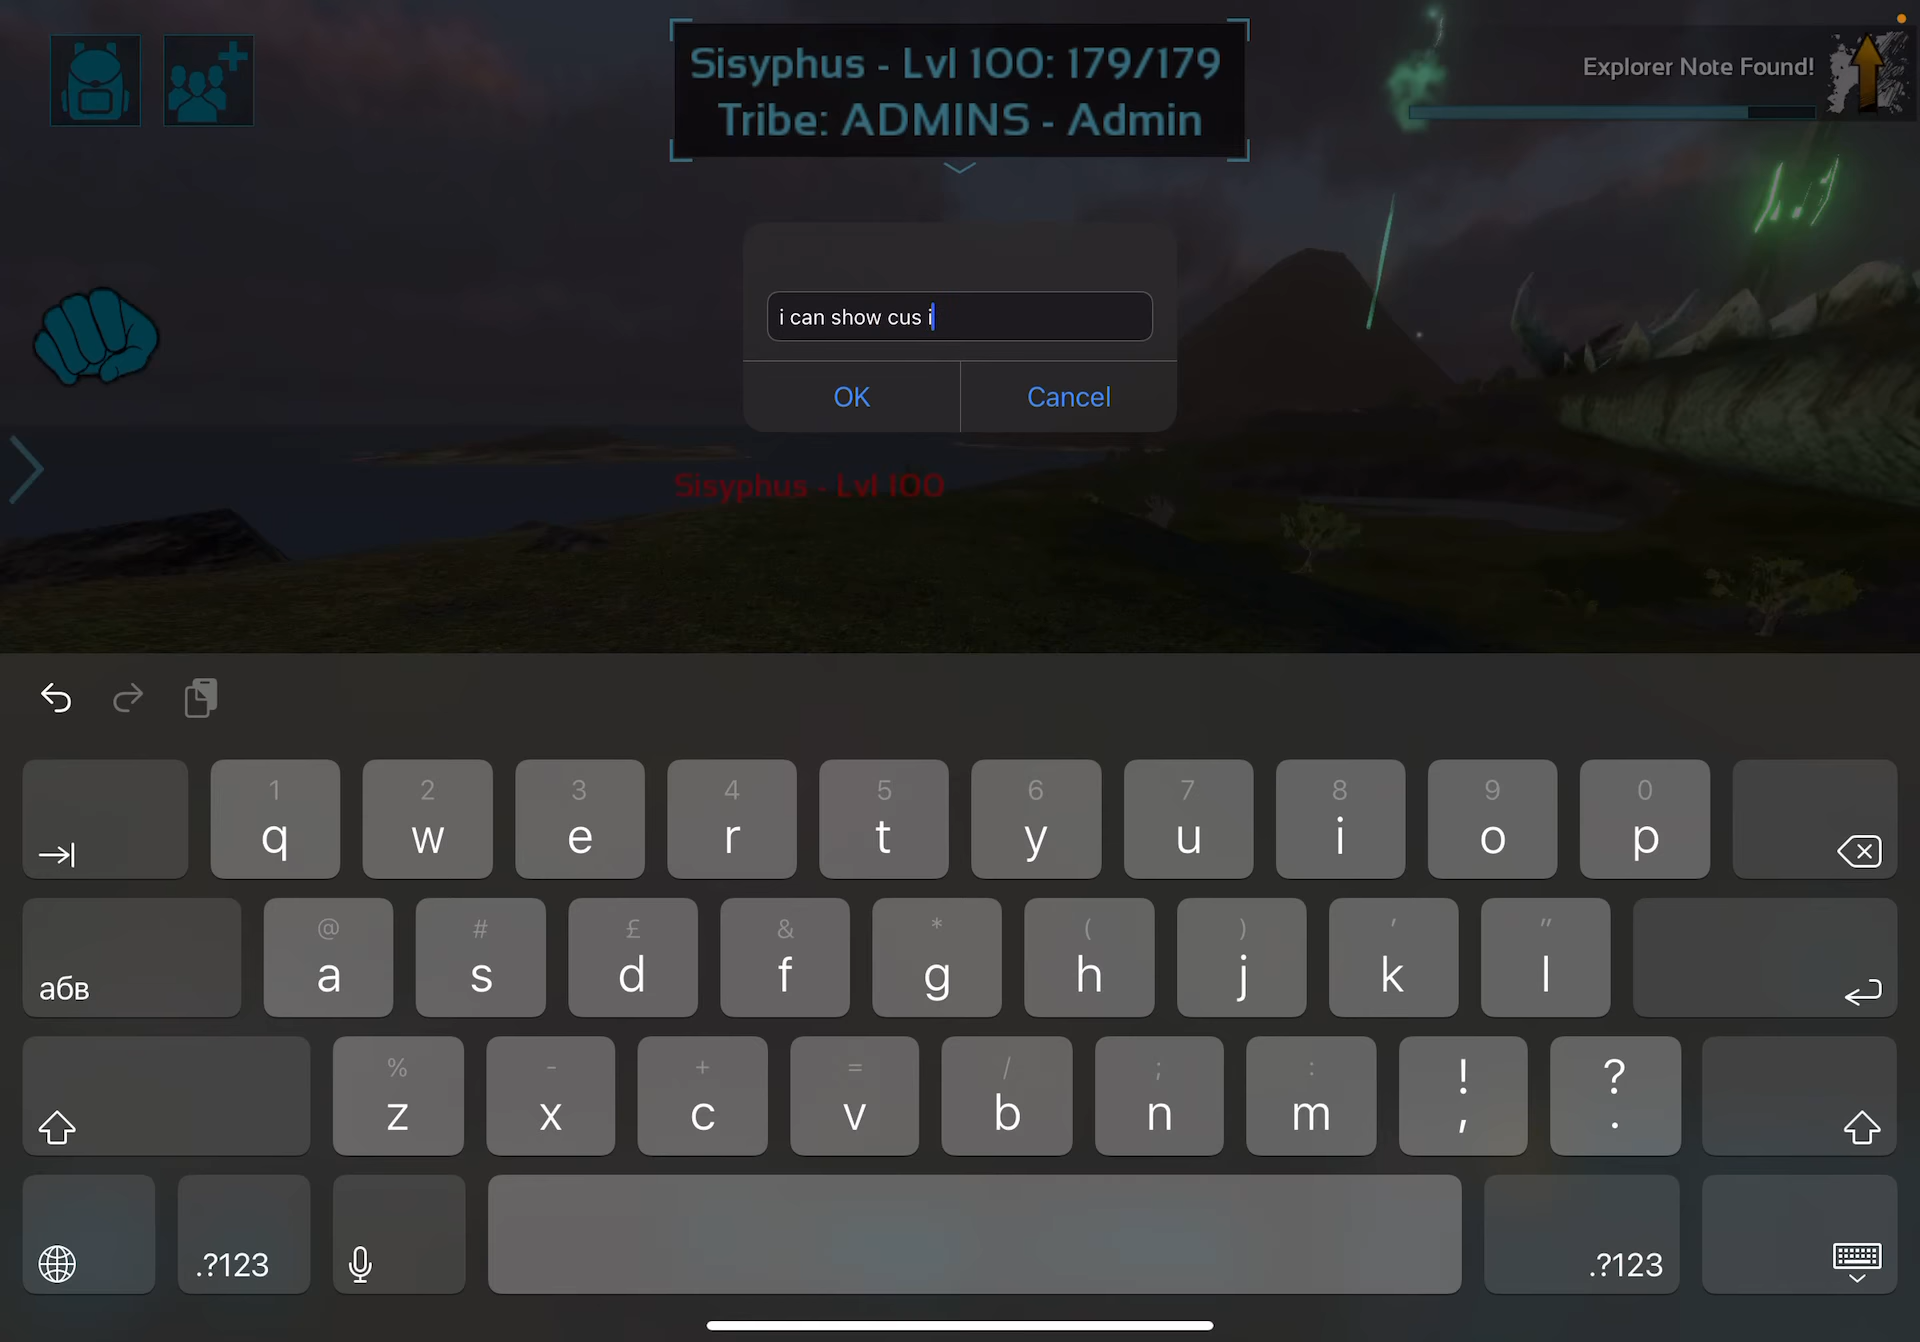 Sisyphus - Lvl 100: 179/179
Tribe: ADMINS - Admin
Explorer Note Found!
i can show cus i
OK
Cancel
Sisyphus - Lvl 100
1 2 3 4 5 6 7 8 9 0
q w e r t y u i o p
@ # £ & * ( ) ' "
абв a s d f g h j k l
% - + = / ; : ! ?
z x c v b n m , .
.?123 .?123